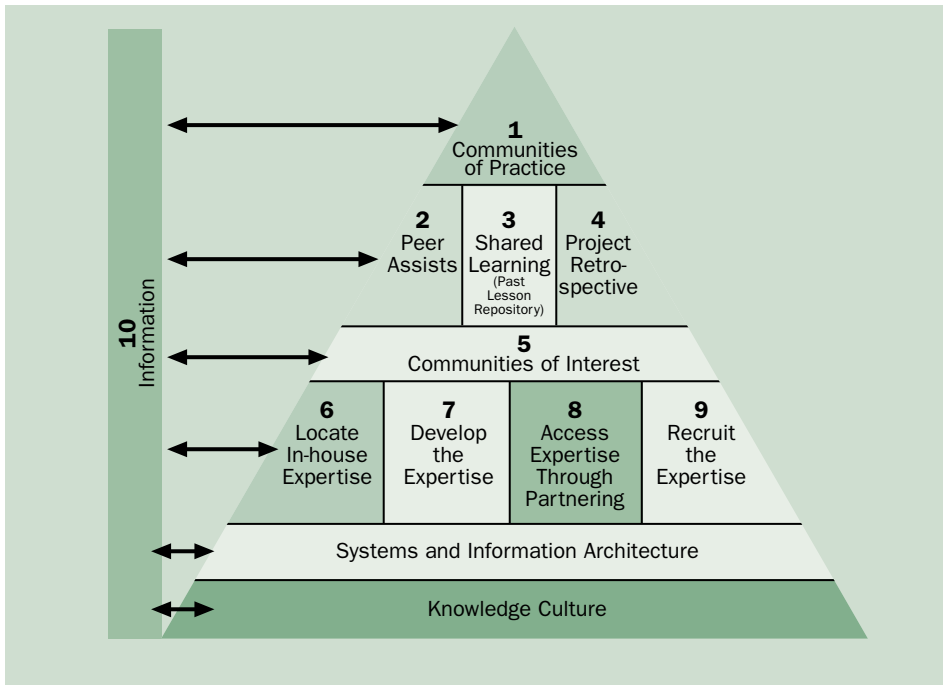 1
Communities
of Practice
2
Peer
Assists
3
Shared
Learning
(Past
Lesson
Repository)
4
Project
Retro-
spective
5
Communities of Interest
6
Locate
In-house
Expertise
7
Develop
the
Expertise
8
Access
Expertise
Through
Partnering
9
Recruit
the
Expertise
Systems and Information Architecture
Knowledge Culture
10
Information